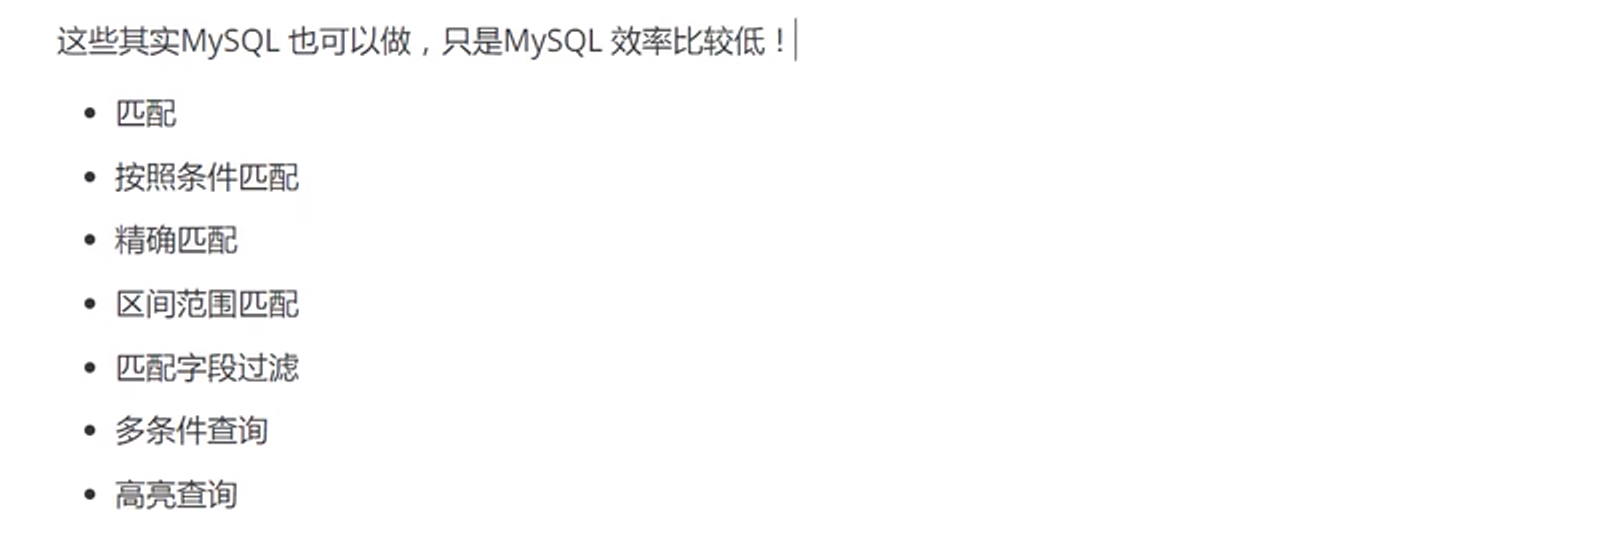 这些其实MySQL 也可以做，只是MySQL 效率比较低！
匹配
按照条件匹配
精确匹配
区间范围匹配
匹配字段过滤
多条件查询
高亮查询